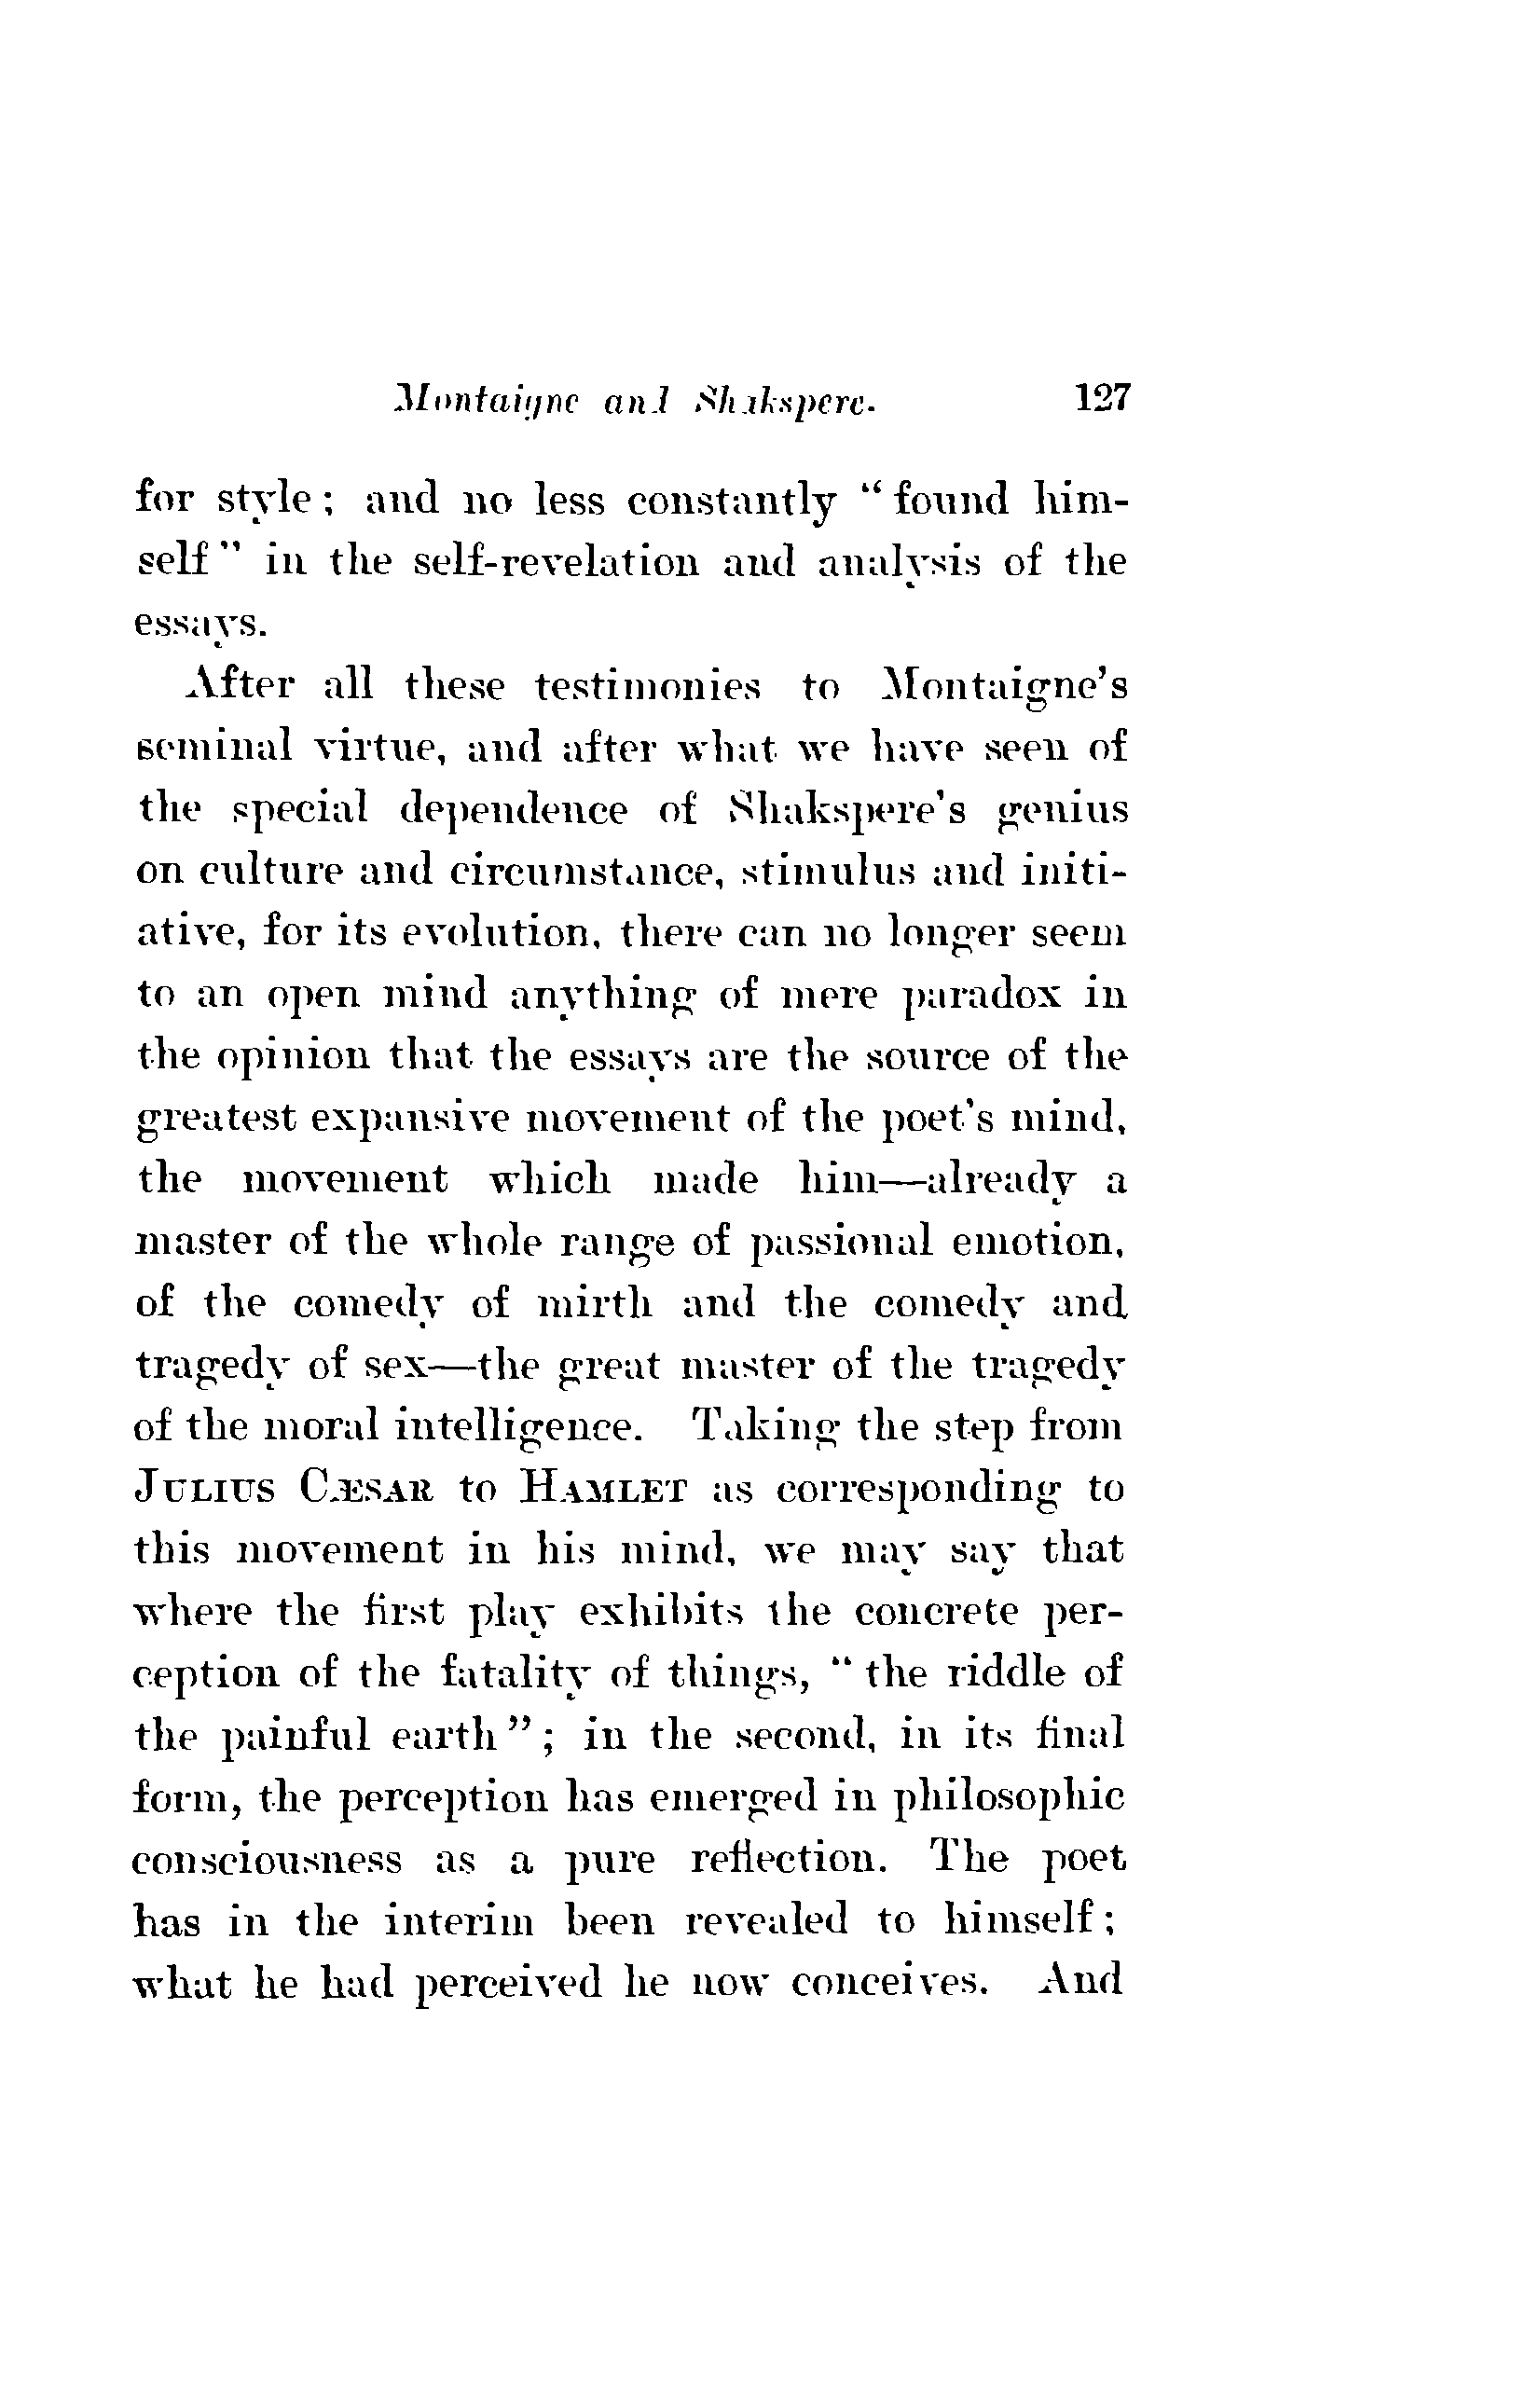 Montaigne and Shakspere. 127
for style; and no less constantly "found him-
self" in the self-revelation and analysis of the
essays.
After all these testimonies to Montaigne's
seminal virtue, and after what we have seen of
the special dependence of Shakspere's genius
on culture and circumstance, stimulus and initi-
ative, for its evolution, there can no longer seem
to an open mind anything of mere paradox in
the opinion that the essays are the source of the
greatest expansive movement of the poet's mind,
the movement which made him—already a
master of the whole range of passional emotion,
of the comedy of mirth and the comedy and
tragedy of sex—the great master of the tragedy
of the moral intelligence. Taking the step from
JULIUS CÆSAR to HAMLET as corresponding to
this movement in his mind, we may say that
where the first play exhibits the concrete per-
ception of the fatality of things, "the riddle of
the painful earth"; in the second, in its final
form, the perception has emerged in philosophic
consciousness as a pure reflection. The poet
has in the interim been revealed to himself;
what he had perceived he now conceives. And